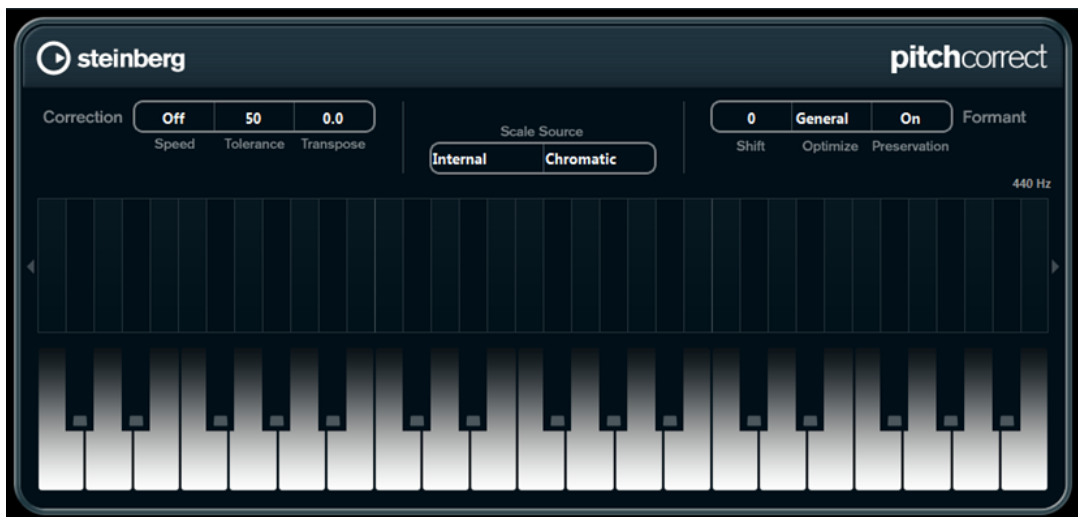 steinberg
pitchcorrect
Correction Off 50 0.0
Speed Tolerance Transpose
Scale Source
Internal Chromatic
0 General On Formant
Shift Optimize Preservation
440 Hz